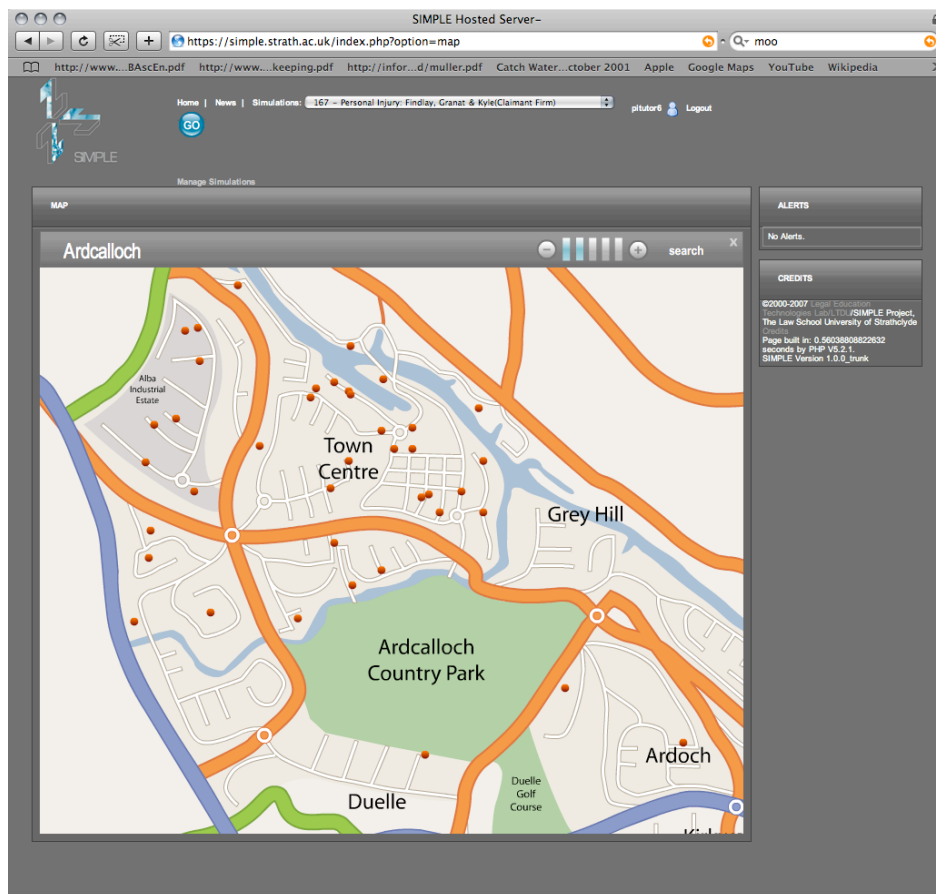 SIMPLE Hosted Server-
https://simple.strath.ac.uk/index.php?option=map
moo
http://www....BAscEn.pdf http://www....keeping.pdf http://infor...d/muller.pdf Catch Water...ctober 2001 Apple Google Maps YouTube Wikipedia
Home | News | Simulations: 167 - Personal Injury: Findlay, Granat & Kyle(Claimant Firm)
pitutor6 Logout
GO
SIMPLE
Manage Simulations
MAP
Ardcalloch
search
x
Alba
Industrial
Estate
Town
Centre
Grey Hill
Ardcalloch
Country Park
Ardoch
Duelle
Golf
Course
Duelle
ALERTS
No Alerts.
CREDITS
©2000-2007 Legal Education
Technologies Lab/LTDU/SIMPLE Project,
The Law School University of Strathclyde
Credits
Page built in: 0.56038808822632
seconds by PHP V5.2.1.
SIMPLE Version 1.0.0_trunk